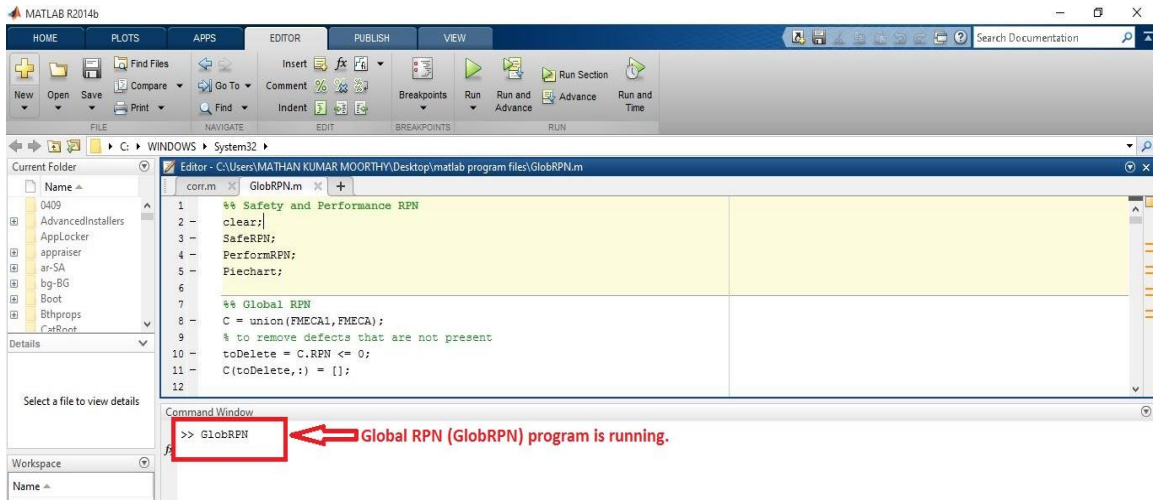 MATLAB R2014b
HOME PLOTS APPS EDITOR PUBLISH VIEW
Search Documentation
New Open Save
Find Files
Compare
Print
Go To
Find
Insert
Comment
Indent
Breakpoints
Run
Run and Advance
Run Section
Advance
Run and Time
FILE NAVIGATE EDIT BREAKPOINTS RUN
C: WINDOWS System32
Current Folder
Name
0409
AdvancedInstallers
AppLocker
appraiser
ar-SA
bg-BG
Boot
Bthprops
CatRoot
Details
Select a file to view details
Workspace
Name
Editor - C:\Users\MATHAN KUMAR MOORTHY\Desktop\matlab program files\GlobRPN.m
corr.m GlobRPN.m
1 %% Safety and Performance RPN
2 - clear;
3 - SafeRPN;
4 - PerformRPN;
5 - Piechart;
6
7 %% Global RPN
8 - C = union(FMECA1,FMECA);
9 % to remove defects that are not present
10 - toDelete = C.RPN <= 0;
11 - C(toDelete,:) = [];
12
Command Window
>> GlobRPN
Global RPN (GlobRPN) program is running.